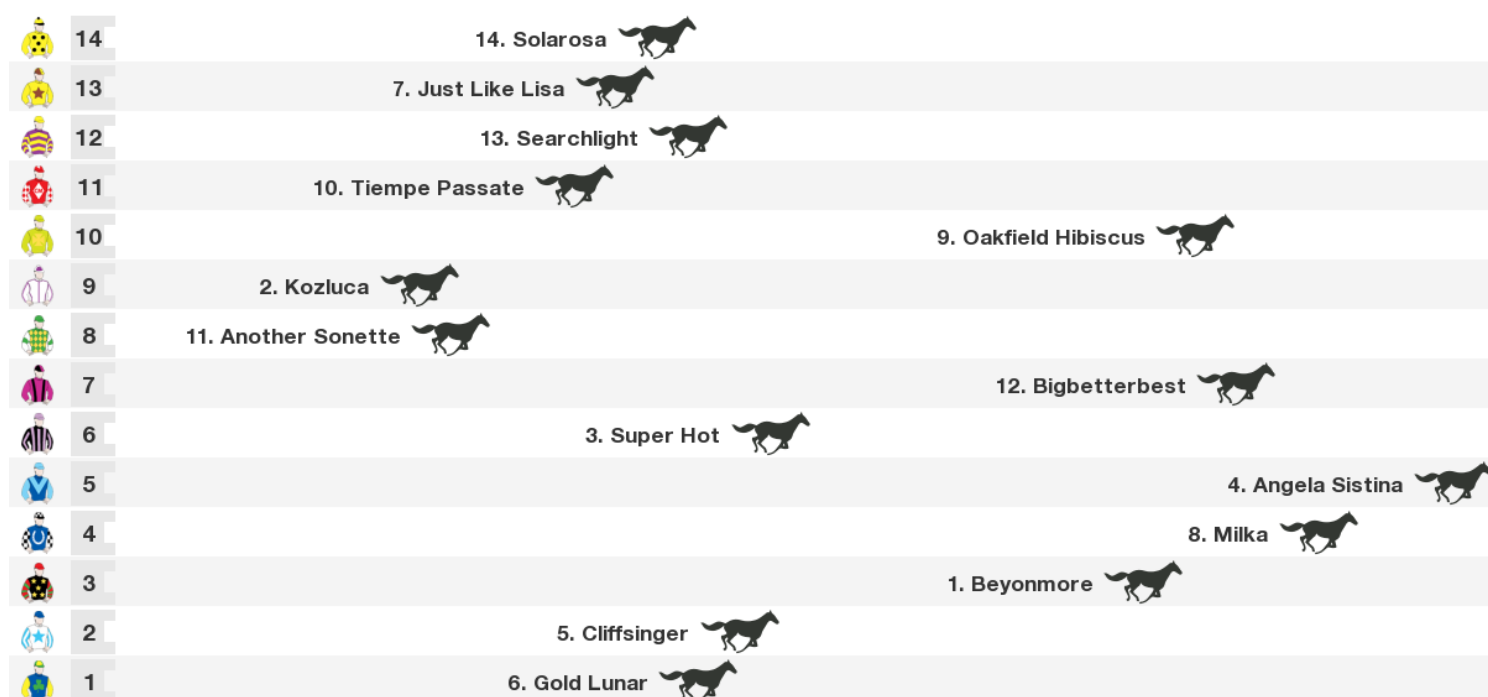 14 14. Solarosa
13 7. Just Like Lisa
12 13. Searchlight
11 10. Tiempe Passate
10 9. Oakfield Hibiscus
9 2. Kozluca
8 11. Another Sonette
7 12. Bigbetterbest
6 3. Super Hot
5 4. Angela Sistina
4 8. Milka
3 1. Beyonmore
2 5. Cliffsinger
1 6. Gold Lunar